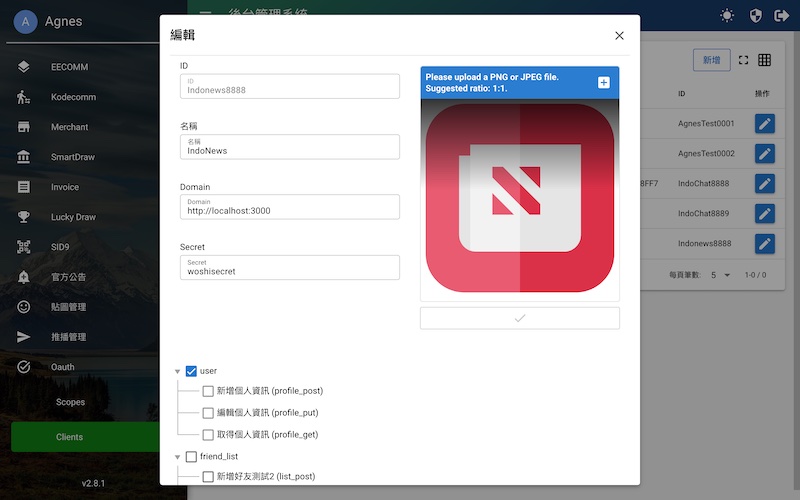 A
Agnes
EECOMM
Kodecomm
Merchant
SmartDraw
Invoice
Lucky Draw
SID9
官方公告
貼圖管理
推播管理
Oauth
Scopes
Clients
v2.8.1
後台管理系統
編輯
ID
ID
Indonews8888
名稱
名稱
IndoNews
Domain
Domain
http://localhost:3000
Secret
Secret
woshisecret
Please upload a PNG or JPEG file.
Suggested ratio: 1:1.
user
新增個人資訊 (profile_post)
編輯個人資訊 (profile_put)
取得個人資訊 (profile_get)
friend_list
新增好友測試2 (list_post)
新增
ID
操作
AgnesTest0001
AgnesTest0002
8FF7
IndoChat8888
IndoChat8889
Indonews8888
每頁筆數:
5
1-0 / 0